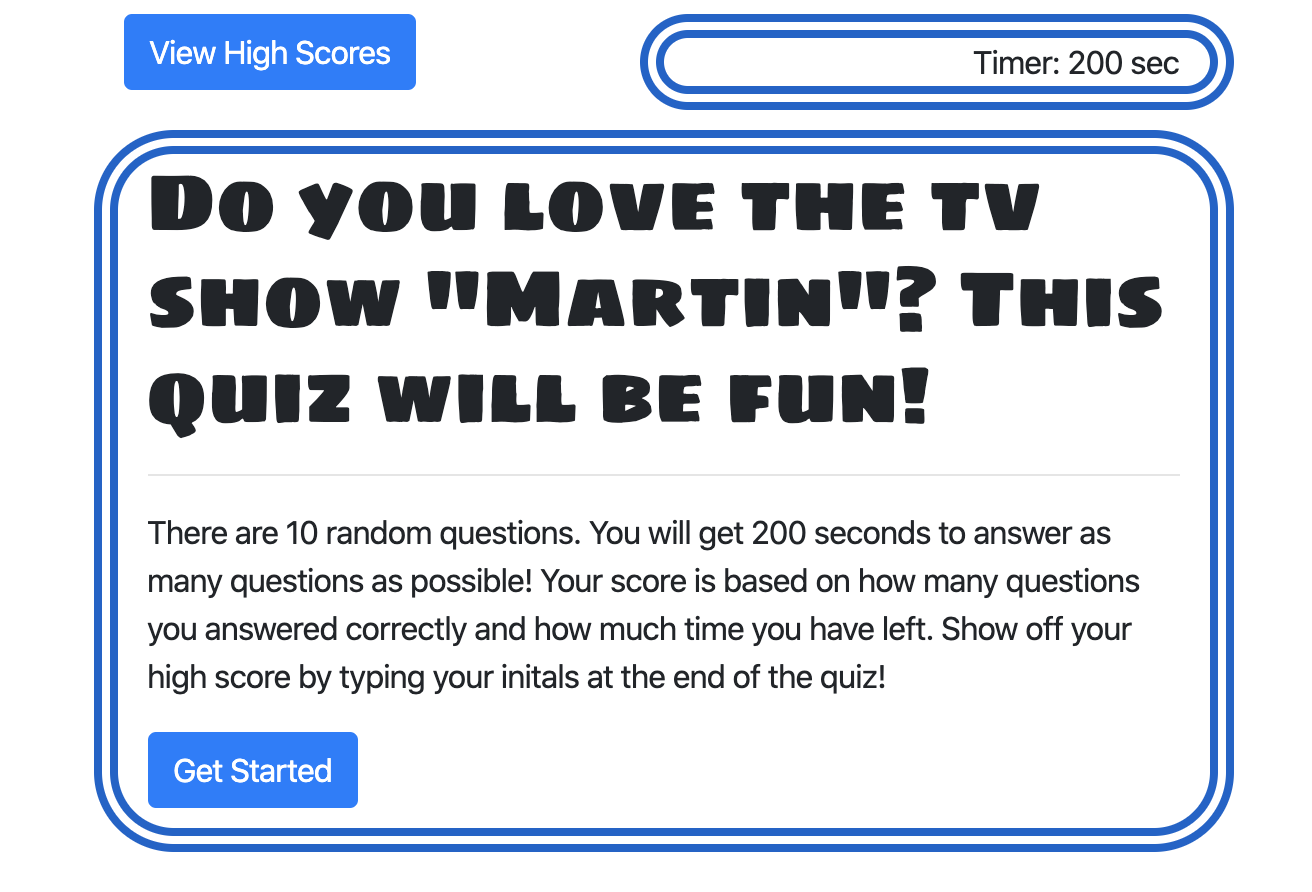 View High Scores
Timer: 200 sec
Do you love the tv
show "Martin"? This
quiz will be fun!
There are 10 random questions. You will get 200 seconds to answer as
many questions as possible! Your score is based on how many questions
you answered correctly and how much time you have left. Show off your
high score by typing your initals at the end of the quiz!
Get Started